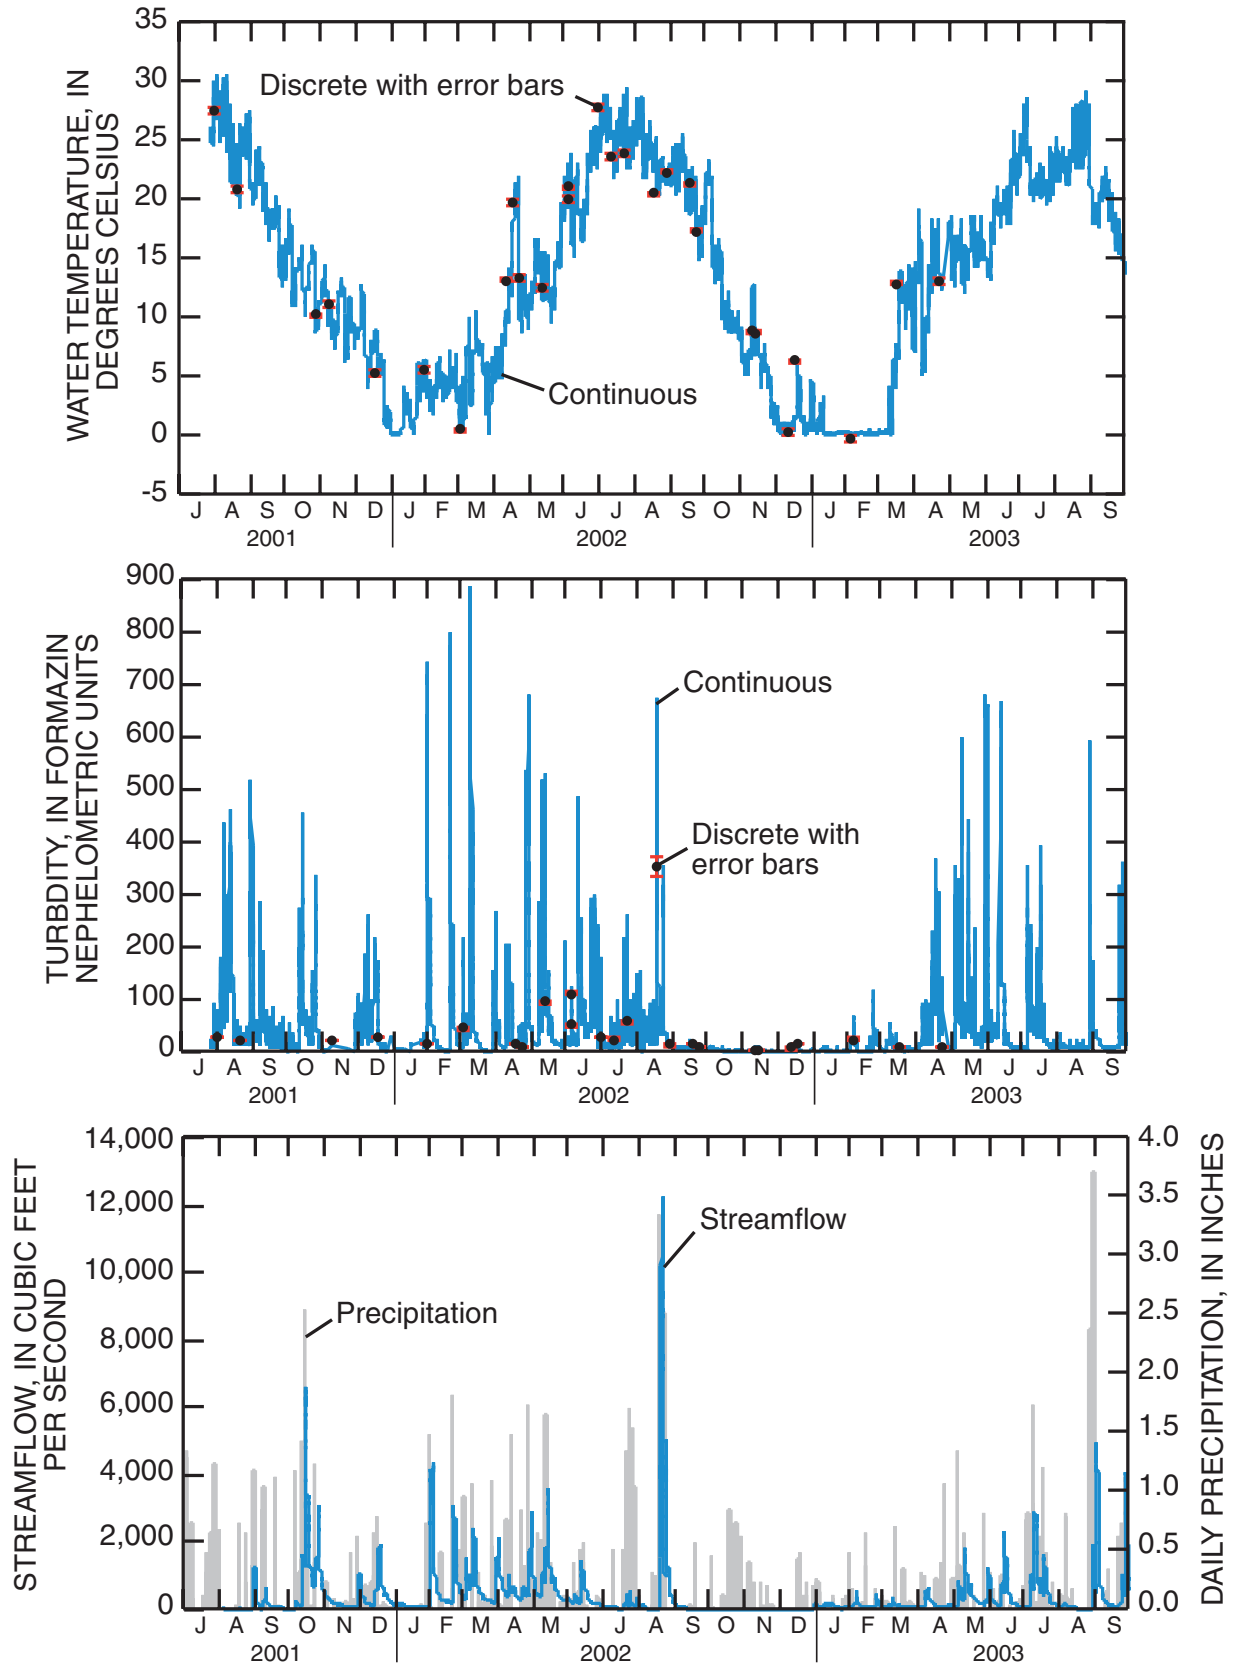 35
30
25
20
15
10
5
0
-5
WATER TEMPERATURE, IN
DEGREES CELSIUS
Discrete with error bars
Continuous
J A S O N D J F M A M J J A S O N D J F M A M J J A S
2001 2002 2003
900
800
700
600
500
400
300
200
100
0
TURBDITY, IN FORMAZIN
NEPHELOMETRIC UNITS
Continuous
Discrete with
error bars
J A S O N D J F M A M J J A S O N D J F M A M J J A S
2001 2002 2003
14,000
12,000
10,000
8,000
6,000
4,000
2,000
0
STREAMFLOW, IN CUBIC FEET
PER SECOND
Precipitation
Streamflow
4.0
3.5
3.0
2.5
2.0
1.5
1.0
0.5
0.0
DAILY PRECIPITATION, IN INCHES
J A S O N D J F M A M J J A S O N D J F M A M J J A S
2001 2002 2003